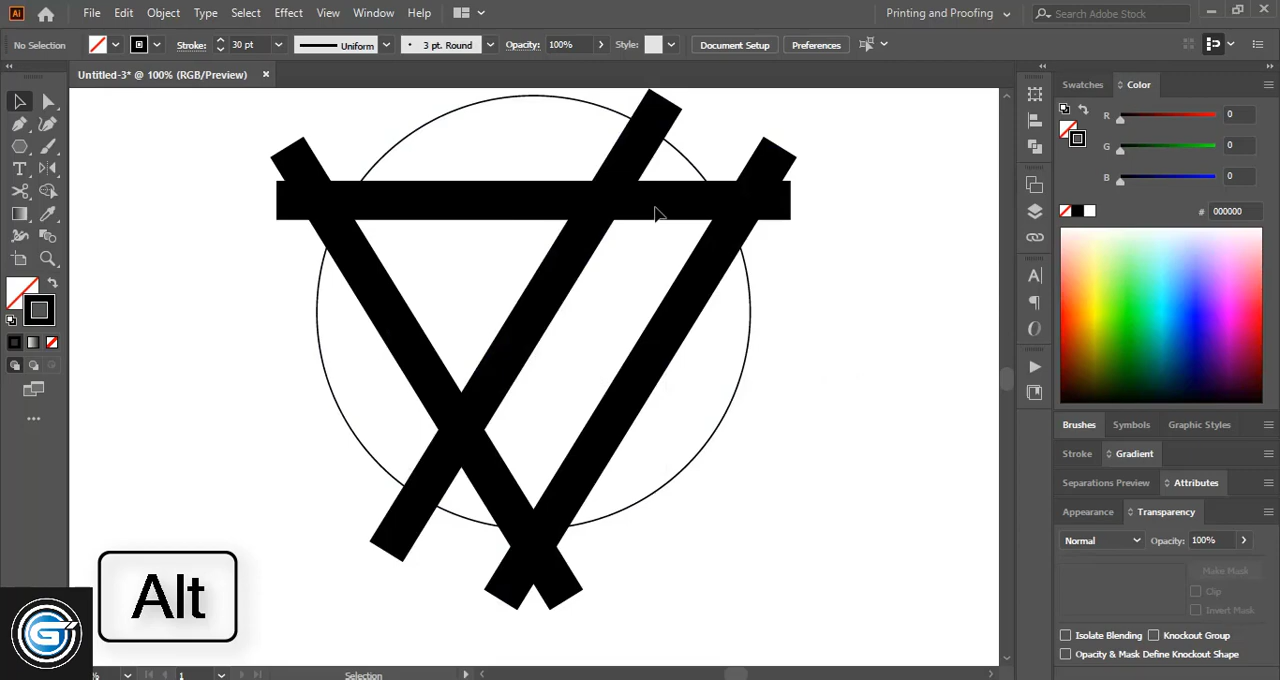 Ai File Edit Object Type Select Effect View Window Help Printing and Proofing Search Adobe Stock
No Selection Stroke: 30 pt Uniform 3 pt. Round Opacity: 100% Style: Document Setup Preferences
Untitled-3* @ 100% (RGB/Preview) ×
Swatches Color
R 0
G 0
B 0
# 000000
Brushes Symbols Graphic Styles
Stroke Gradient
Separations Preview Attributes
Appearance Transparency
Normal Opacity: 100%
Make Mask
Clip
Invert Mask
Isolate Blending Knockout Group
Opacity & Mask Define Knockout Shape
Alt
% 1 Selection